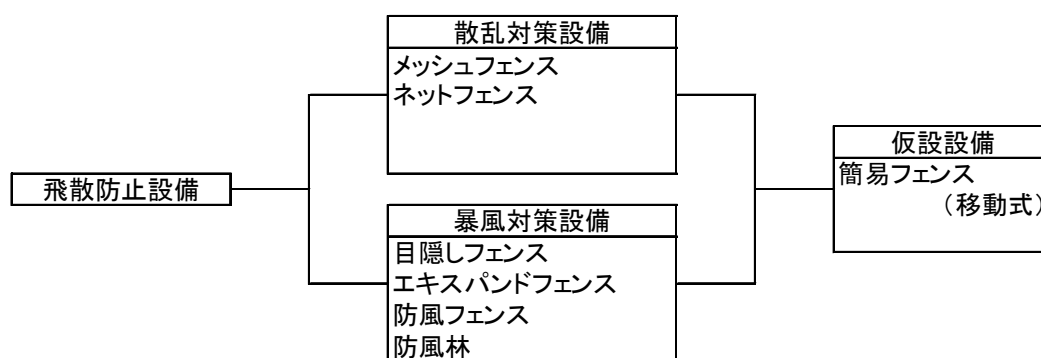 飛散防止設備
散乱対策設備
メッシュフェンス
ネットフェンス
暴風対策設備
目隠しフェンス
エキスパンドフェンス
防風フェンス
防風林
仮設設備
簡易フェンス
（移動式）